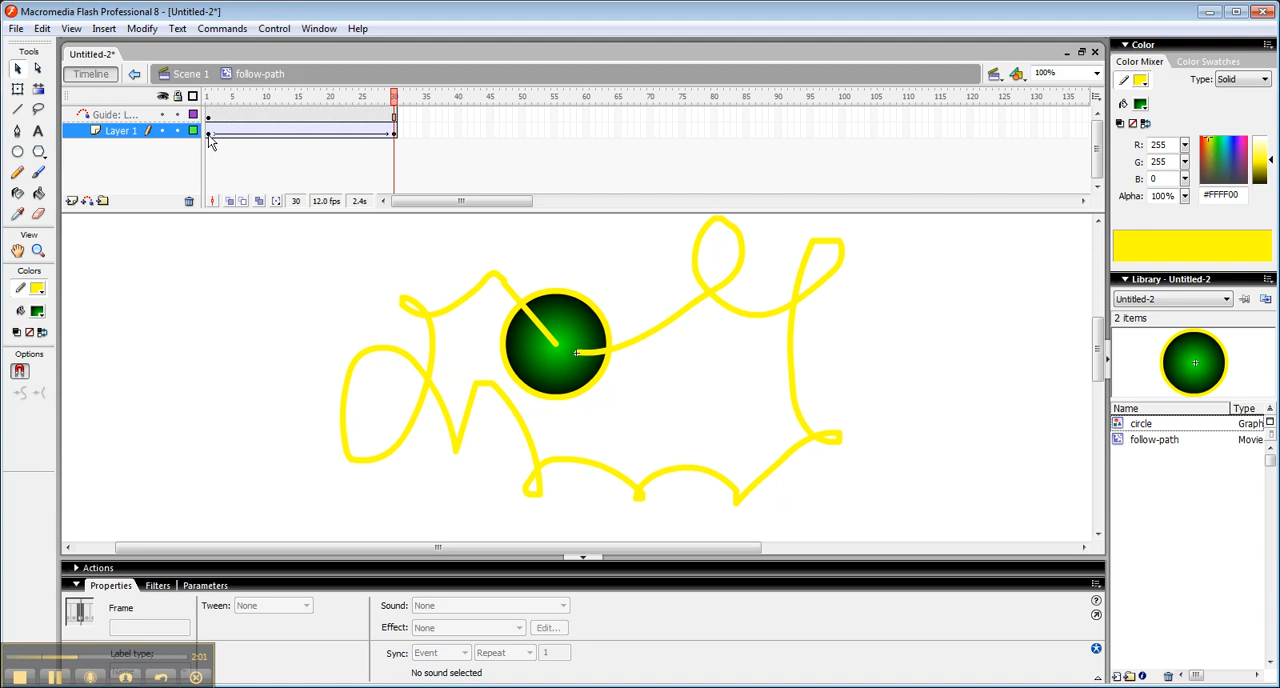 Macromedia Flash Professional 8 - [Untitled-2*]
File Edit View Insert Modify Text Commands Control Window Help
Tools
Untitled-2*
Timeline Scene 1 follow-path 100%
1 5 10 15 20 25 30 35 40 45 50 55 60 65 70 75 80 85 90 95 100 105 110 115 120 125 130 135
Guide: L...
Layer 1
30 12.0 fps 2.4s
View
Colors
Options
Color
Color Mixer Color Swatches
Type: Solid
R: 255
G: 255
B: 0
Alpha: 100% #FFFF00
Library - Untitled-2
Untitled-2
2 items
Name Type
circle Graph
follow-path Movie
Actions
Properties Filters Parameters
Frame
Tween: None
Sound: None
Effect: None Edit...
Label type:
Sync: Event Repeat 1
No sound selected
2:01